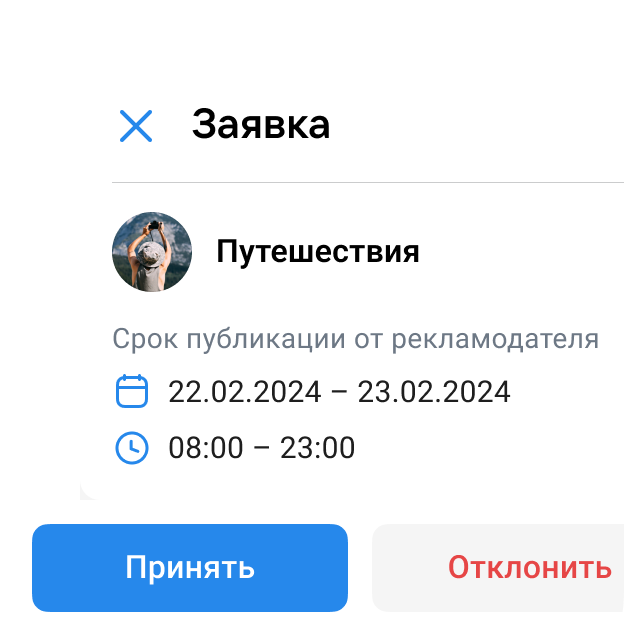 Заявка
Путешествия
Срок публикации от рекламодателя
22.02.2024 – 23.02.2024
08:00 – 23:00
Принять
Отклонить